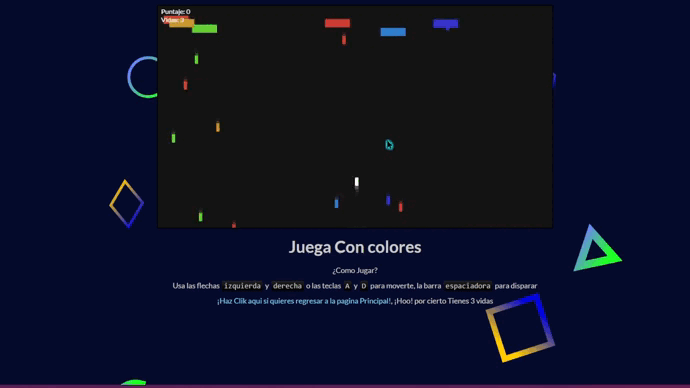 Puntaje: 0
Vidas: 3
Juega Con colores
¿Como Jugar?
Usa las flechas izquierda y derecha o las teclas A y D para moverte, la barra espaciadora para disparar
¡Haz Clik aqui si quieres regresar a la pagina Principal!, ¡Hoo! por cierto Tienes 3 vidas